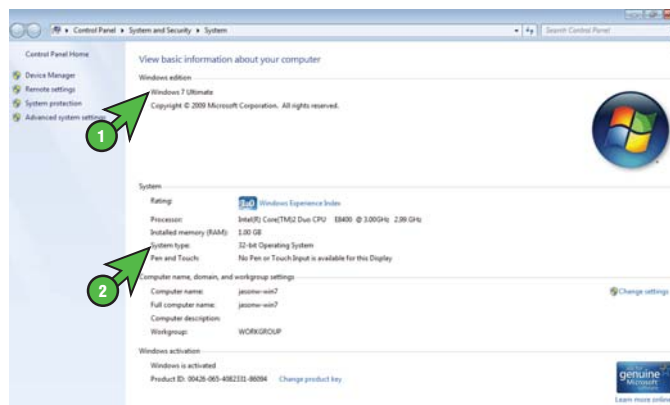 Control Panel ▸ System and Security ▸ System
Search Control Panel
Control Panel Home
Device Manager
Remote settings
System protection
Advanced system settings
View basic information about your computer
Windows edition
Windows 7 Ultimate
Copyright © 2009 Microsoft Corporation. All rights reserved.
1
System
Rating:
Windows Experience Index
Processor: Intel(R) Core(TM)2 Duo CPU E8400 @ 3.00GHz 2.99 GHz
Installed memory (RAM): 1.00 GB
System type: 32-bit Operating System
Pen and Touch: No Pen or Touch Input is available for this Display
2
Computer name, domain, and workgroup settings
Computer name: jasonw-win7
Change settings
Full computer name: jasonw-win7
Computer description:
Workgroup: WORKGROUP
Windows activation
Windows is activated
Product ID: 00426-065-4082331-86094 Change product key
genuine
Microsoft
software
Learn more online